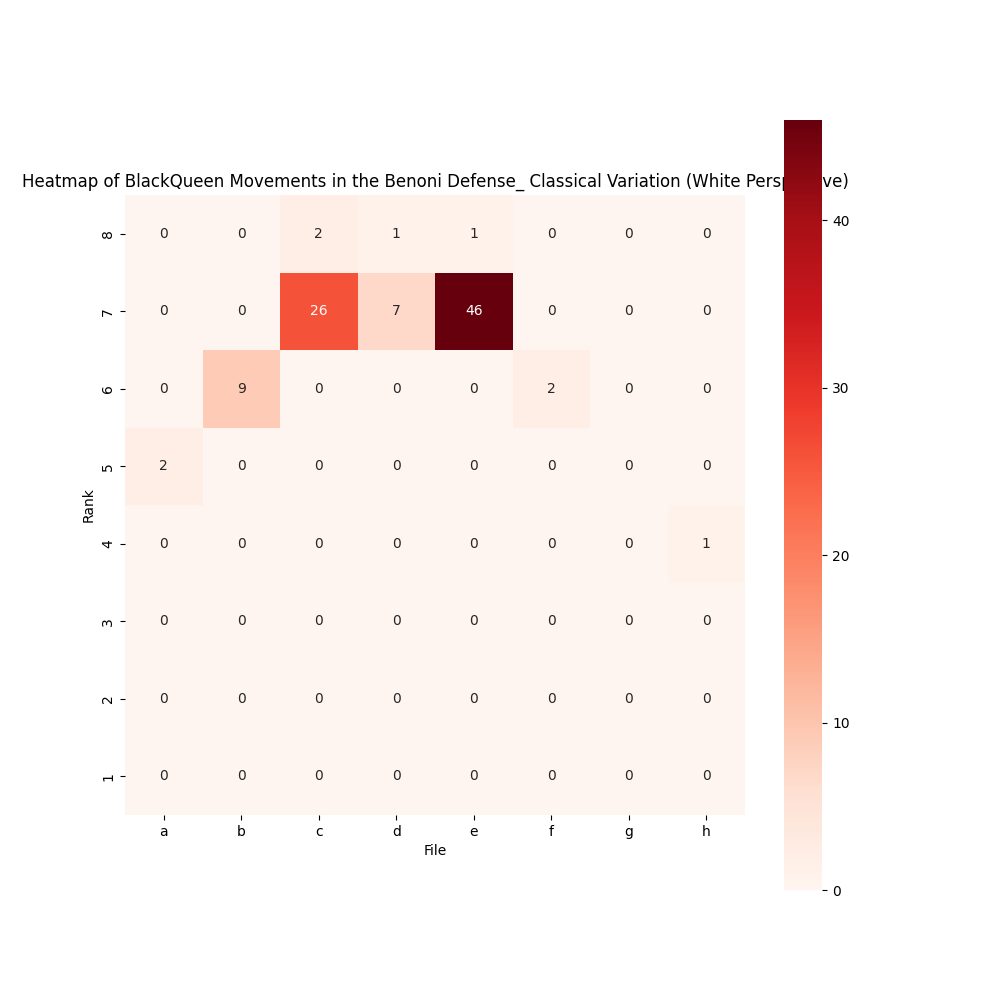 Heatmap of BlackQueen Movements in the Benoni Defense_ Classical Variation (White Persp ve)
8 0 0 2 1 1 0 0 0
7 0 0 26 7 46 0 0 0
6 0 9 0 0 0 2 0 0
5 2 0 0 0 0 0 0 0
4 0 0 0 0 0 0 0 1
3 0 0 0 0 0 0 0 0
2 0 0 0 0 0 0 0 0
1 0 0 0 0 0 0 0 0
a b c d e f g h
File
Rank
40
30
20
10
0